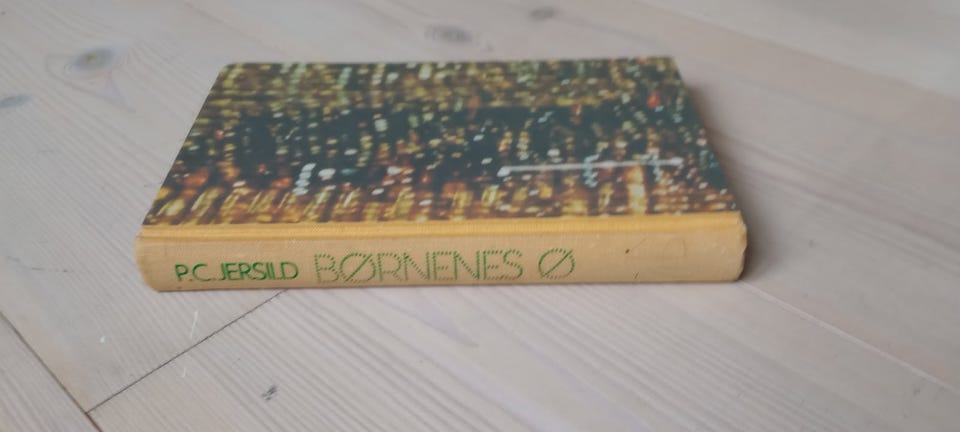 P.C. JERSILD BØRNENES Ø